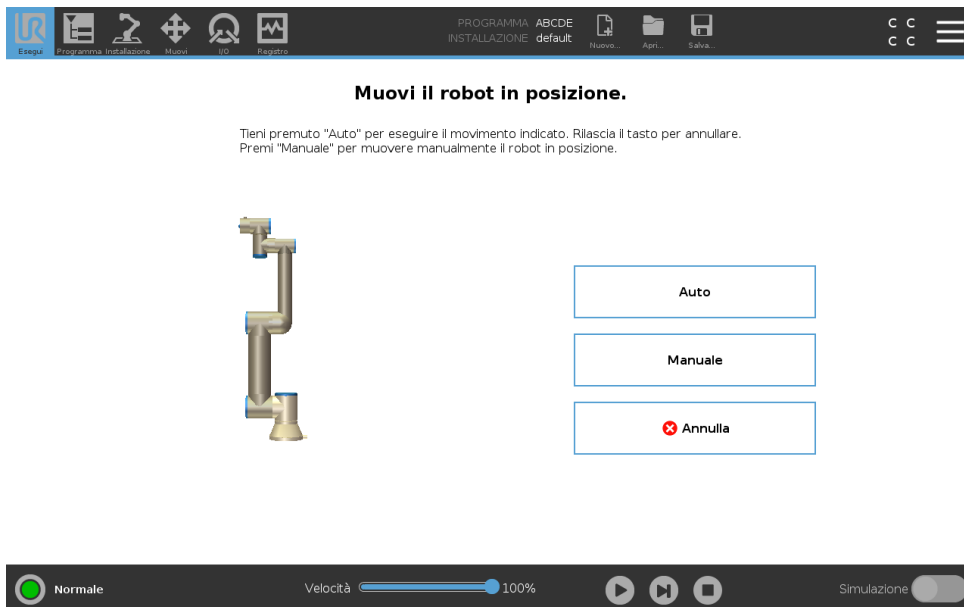 UR
Esegui
Programma
Installazione
Muovi
I/O
Registro
PROGRAMMA ABCDE
INSTALLAZIONE default
Nuovo...
Apri...
Salva...
C C
C C
Muovi il robot in posizione.
Tieni premuto "Auto" per eseguire il movimento indicato. Rilascia il tasto per annullare.
Premi "Manuale" per muovere manualmente il robot in posizione.
Auto
Manuale
Annulla
Normale
Velocità 100%
Simulazione